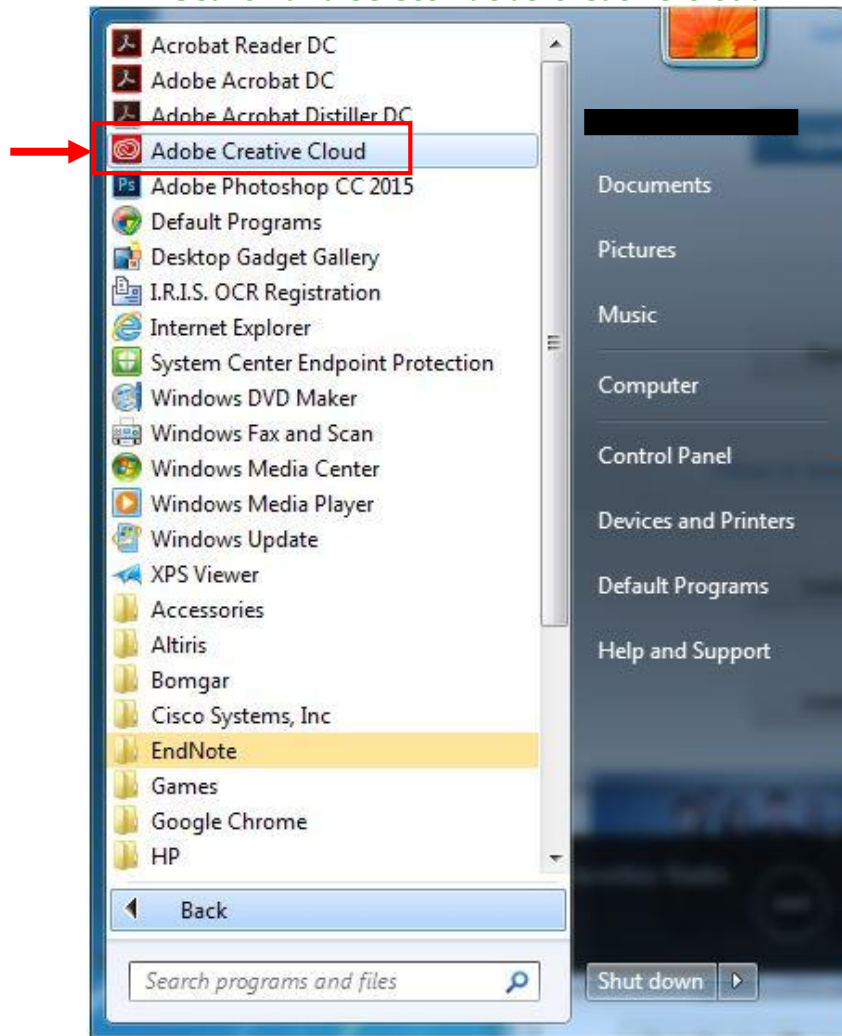 Acrobat Reader DC
Adobe Acrobat DC
Adobe Acrobat Distiller DC
Adobe Creative Cloud
Ps Adobe Photoshop CC 2015
Default Programs
Desktop Gadget Gallery
I.R.I.S. OCR Registration
Internet Explorer
System Center Endpoint Protection
Windows DVD Maker
Windows Fax and Scan
Windows Media Center
Windows Media Player
Windows Update
XPS Viewer
Accessories
Altiris
Bomgar
Cisco Systems, Inc
EndNote
Games
Google Chrome
HP
Back
Search programs and files
Documents
Pictures
Music
Computer
Control Panel
Devices and Printers
Default Programs
Help and Support
Shut down